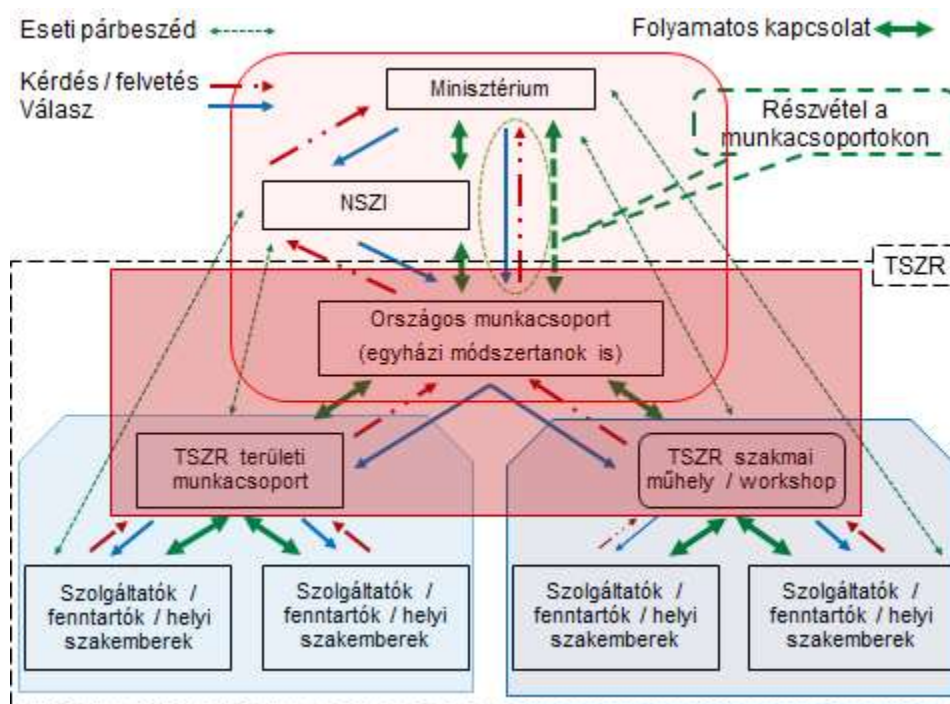 Eseti párbeszéd
Folyamatos kapcsolat
Kérdés / felvetés
Válasz
Minisztérium
Részvétel a
munkacsoportokon
NSZI
TSZR
Országos munkacsoport
(egyházi módszertanok is)
TSZR területi
munkacsoport
TSZR szakmai
műhely / workshop
Szolgáltatók /
fenntartók / helyi
szakemberek
Szolgáltatók /
fenntartók / helyi
szakemberek
Szolgáltatók /
fenntartók / helyi
szakemberek
Szolgáltatók /
fenntartók / helyi
szakemberek